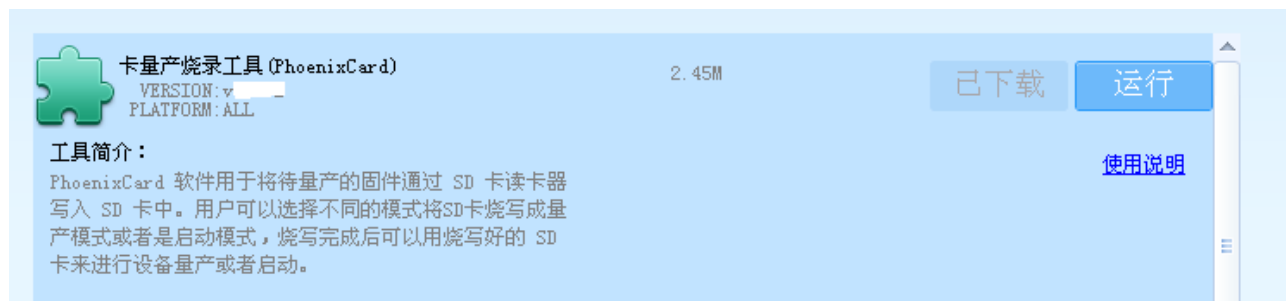 卡量产烧录工具(PhoenixCard)
2.45M
已下载
运行
VERSION:v
PLATFORM:ALL
工具简介：
使用说明
PhoenixCard 软件用于将待量产的固件通过 SD 卡读卡器
写入 SD 卡中。用户可以选择不同的模式将SD卡烧写成量
产模式或者是启动模式，烧写完成后可以用烧写好的 SD
卡来进行设备量产或者启动。